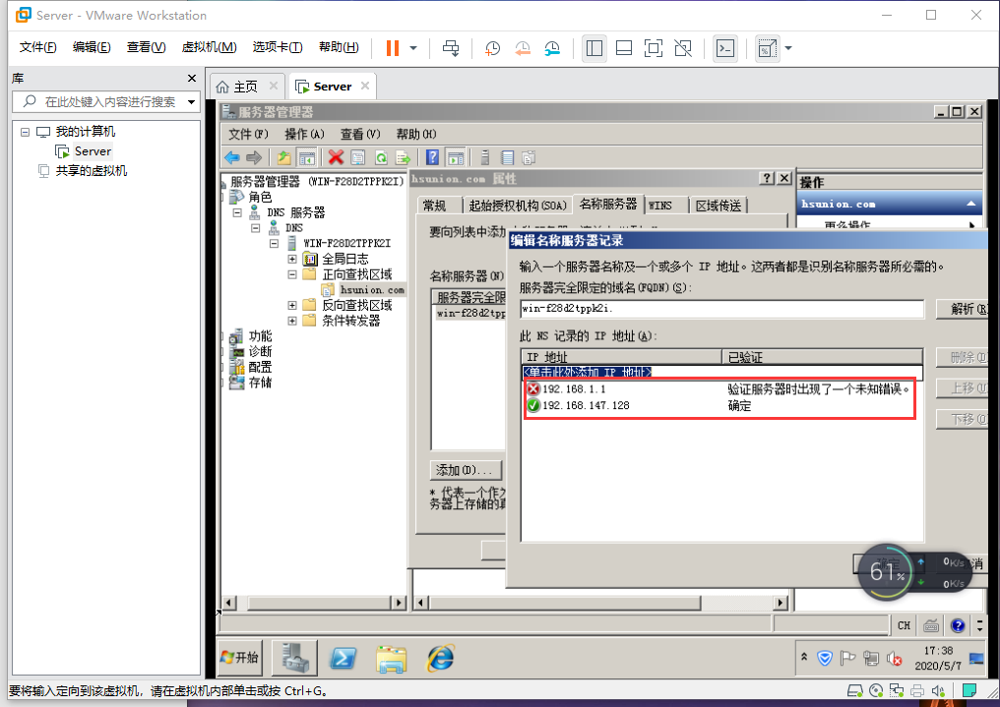 Server - VMware Workstation
文件(F) 编辑(E) 查看(V) 虚拟机(M) 选项卡(T) 帮助(H)
库
在此处键入内容进行搜索
我的计算机
Server
共享的虚拟机
主页
Server
服务器管理器
文件(F) 操作(A) 查看(V) 帮助(H)
服务器管理器 (WIN-F28D2TPPK2I)
角色
DNS 服务器
DNS
WIN-F28D2TPPK2I
全局日志
正向查找区域
hsunion.com
反向查找区域
条件转发器
功能
诊断
配置
存储
hsunion.com 属性
常规 起始授权机构(SOA) 名称服务器 WINS 区域传送
要向列表中添加
名称服务器(N)
服务器完全限
win-f28d2tpp
添加(D)...
* 代表一个作为
务器上存储的真
操作
hsunion.com
更多操作
编辑名称服务器记录
输入一个服务器名称及一个或多个 IP 地址。这两者都是识别名称服务器所必需的。
服务器完全限定的域名(FQDN)(S):
win-f28d2tppk2i.
解析(R)
此 NS 记录的 IP 地址(A):
IP 地址 已验证
<单击此处添加 IP 地址>
192.168.1.1 验证服务器时出现了一个未知错误。
192.168.147.128 确定
删除(D)
上移(U)
下移(O)
61%
0K/s
0K/s
消
CH
开始
17:38
2020/5/7
要将输入定向到该虚拟机，请在虚拟机内部单击或按 Ctrl+G。